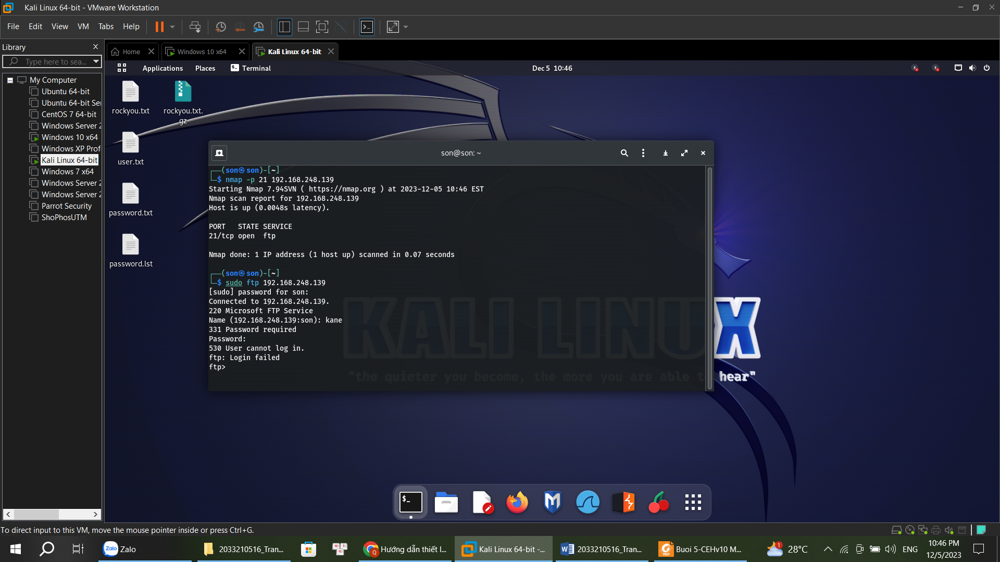 Kali Linux 64-bit - VMware Workstation
File Edit View VM Tabs Help
Library
Type here to sea...
Home
Windows 10 x64
Kali Linux 64-bit
My Computer
Ubuntu 64-bit
Ubuntu 64-bit Ser
CentOS 7 64-bit
Windows Server 2
Windows 10 x64
Windows XP Prof
Kali Linux 64-bit
Windows 7 x64
Windows Server 2
Windows Server 2
Parrot Security
ShoPhosUTM
Applications Places Terminal
Dec 5 10:46
rockyou.txt
rockyou.txt.
gz
user.txt
password.txt
password.lst
son@son: ~
(son㉿son)-[~]
$ nmap -p 21 192.168.248.139
Starting Nmap 7.94SVN ( https://nmap.org ) at 2023-12-05 10:46 EST
Nmap scan report for 192.168.248.139
Host is up (0.0048s latency).
PORT STATE SERVICE
21/tcp open ftp
Nmap done: 1 IP address (1 host up) scanned in 0.07 seconds
(son㉿son)-[~]
$ sudo ftp 192.168.248.139
[sudo] password for son:
Connected to 192.168.248.139.
220 Microsoft FTP Service
Name (192.168.248.139:son): kane
331 Password required
Password:
530 User cannot log in.
ftp: Login failed
ftp>
KALI LINUX
"the quieter you become, the more you are able to hear"
$_
To direct input to this VM, move the mouse pointer inside or press Ctrl+G.
Zalo
Zalo
2033210516_Tran...
Hướng dẫn thiết l...
Kali Linux 64-bit -...
2033210516_Tran...
Buoi 5-CEHv10 M...
1
28°C
ENG
10:46 PM
12/5/2023